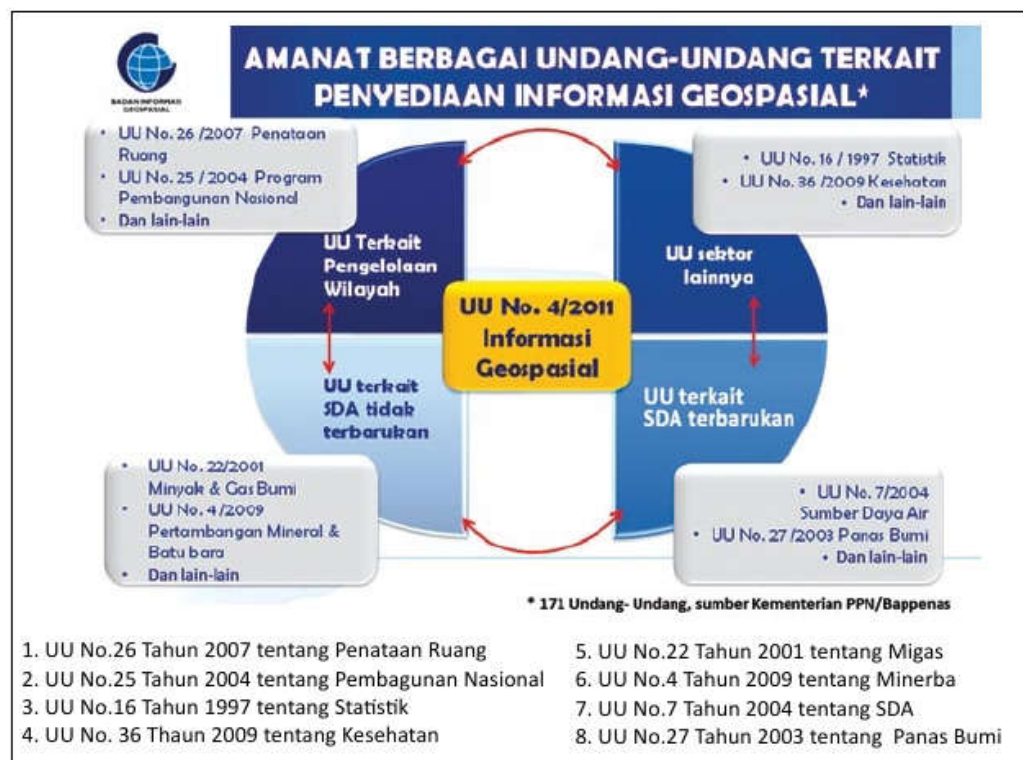 BADAN INFORMASI
GEOSPASIAL
AMANAT BERBAGAI UNDANG-UNDANG TERKAIT
PENYEDIAAN INFORMASI GEOSPASIAL*
• UU No. 26 /2007 Penataan
Ruang
• UU No. 25 / 2004 Program
Pembangunan Nasional
• Dan lain-lain
• UU No. 16 / 1997 Statistik
• UU No. 36 /2009 Kesehatan
• Dan lain-lain
UU Terkait
Pengelolaan
Wilayah
UU sektor
lainnya
UU No. 4/2011
Informasi
Geospasial
UU terkait
SDA tidak
terbarukan
UU terkait
SDA terbarukan
• UU No. 22/2001
Minyak & Gas Bumi
• UU No. 4 /2009
Pertambangan Mineral &
Batu bara
• Dan lain-lain
• UU No. 7/2004
Sumber Daya Air
• UU No. 27 /2003 Panas Bumi
• Dan lain-lain
* 171 Undang- Undang, sumber Kementerian PPN/Bappenas
1. UU No.26 Tahun 2007 tentang Penataan Ruang
2. UU No.25 Tahun 2004 tentang Pembagunan Nasional
3. UU No.16 Tahun 1997 tentang Statistik
4. UU No. 36 Thaun 2009 tentang Kesehatan
5. UU No.22 Tahun 2001 tentang Migas
6. UU No.4 Tahun 2009 tentang Minerba
7. UU No.7 Tahun 2004 tentang SDA
8. UU No.27 Tahun 2003 tentang Panas Bumi